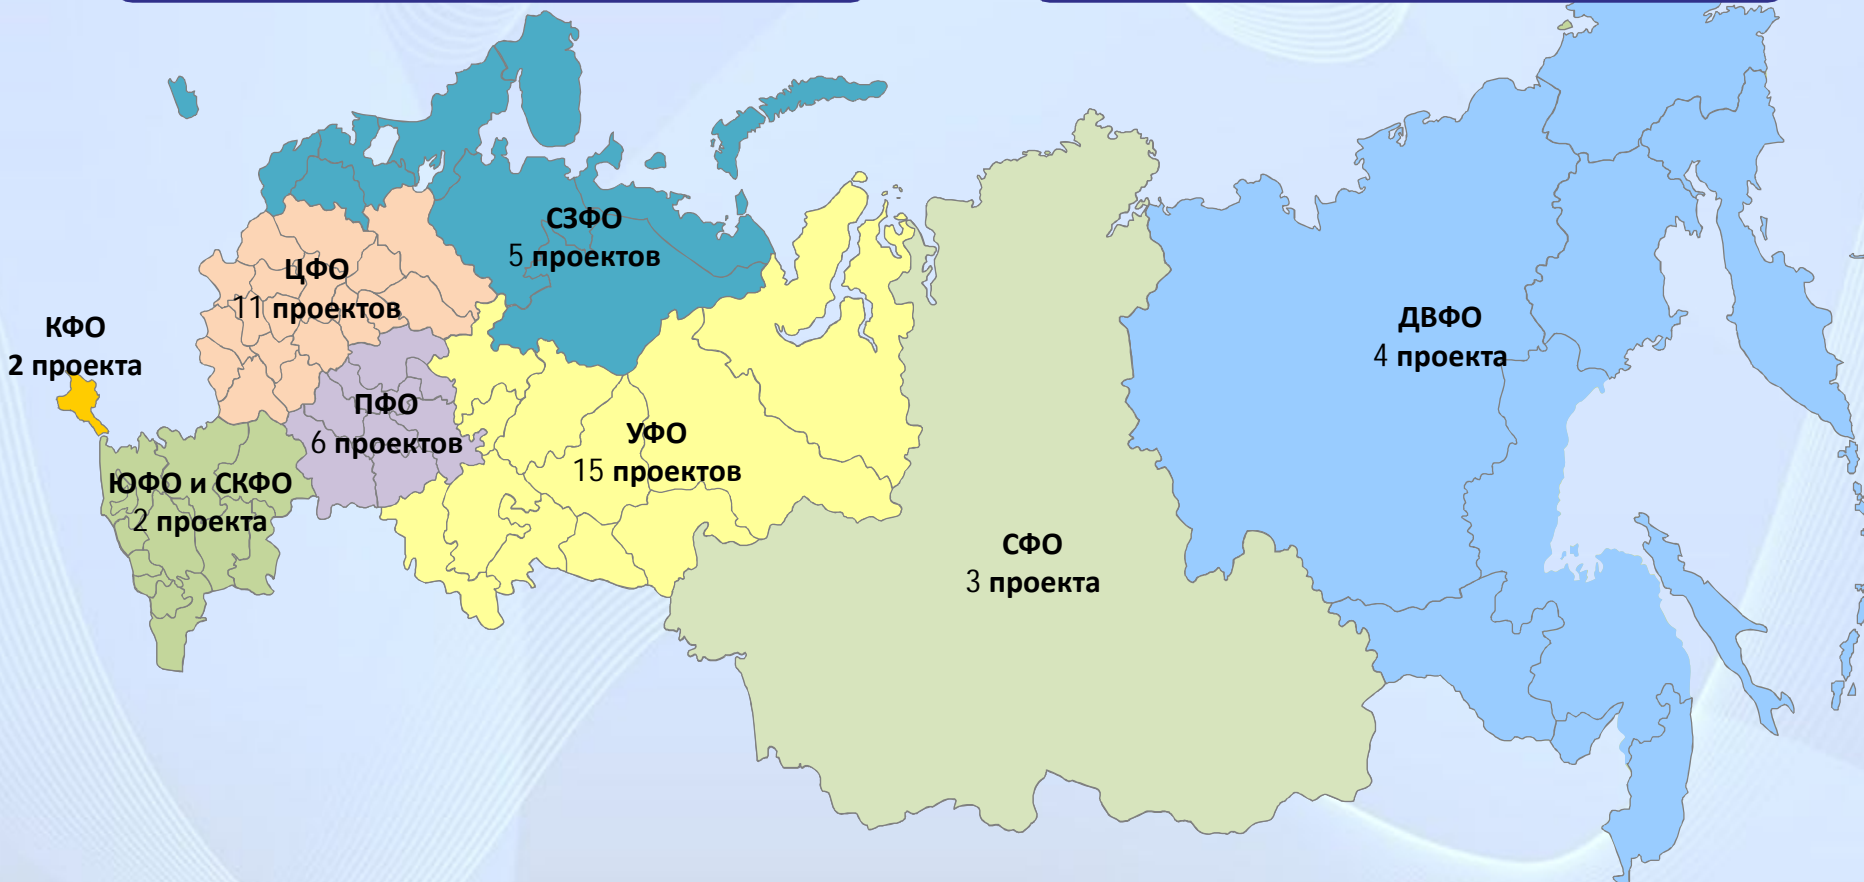 СЗФО
5 проектов
ЦФО
11 проектов
КФО
2 проекта
ДВФО
4 проекта
ПФО
6 проектов
УФО
15 проектов
ЮФО и СКФО
2 проекта
СФО
3 проекта